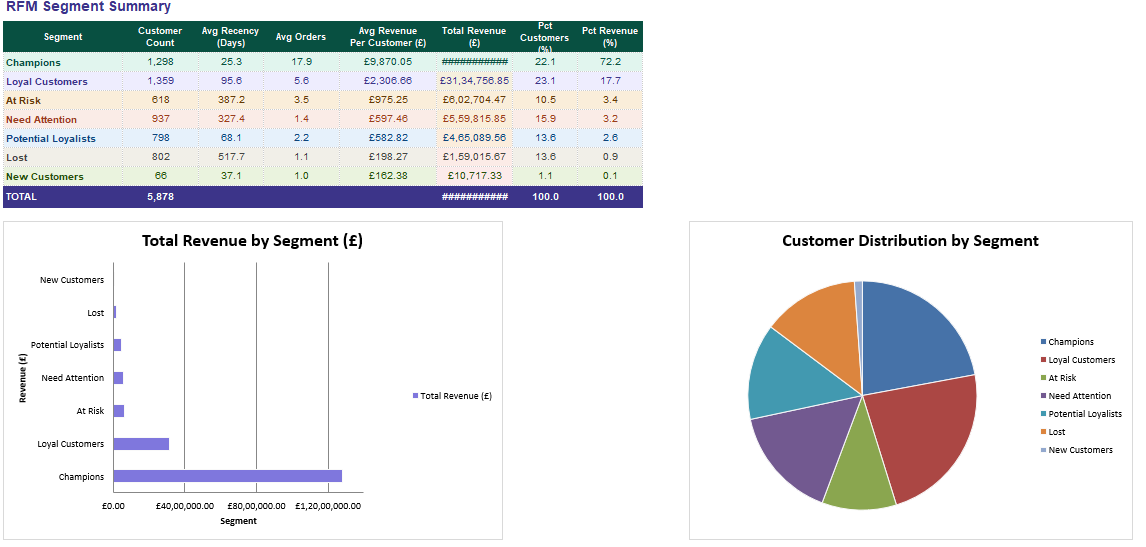 RFM Segment Summary
Segment Customer Count Avg Recency (Days) Avg Orders Avg Revenue Per Customer (£) Total Revenue (£) Pct Customers (%) Pct Revenue (%)
Champions 1,298 25.3 17.9 £9,870.05 ########### 22.1 72.2
Loyal Customers 1,359 95.6 5.6 £2,306.66 £31,34,756.85 23.1 17.7
At Risk 618 387.2 3.5 £975.25 £6,02,704.47 10.5 3.4
Need Attention 937 327.4 1.4 £597.46 £5,59,815.85 15.9 3.2
Potential Loyalists 798 68.1 2.2 £582.82 £4,65,089.56 13.6 2.6
Lost 802 517.7 1.1 £198.27 £1,59,015.67 13.6 0.9
New Customers 66 37.1 1.0 £162.38 £10,717.33 1.1 0.1
TOTAL 5,878 ########### 100.0 100.0
Total Revenue by Segment (£)
New Customers
Lost
Potential Loyalists
Need Attention
At Risk
Loyal Customers
Champions
Revenue (£)
£0.00 £40,00,000.00 £80,00,000.00 £1,20,00,000.00
Segment
Total Revenue (£)
Customer Distribution by Segment
Champions
Loyal Customers
At Risk
Need Attention
Potential Loyalists
Lost
New Customers